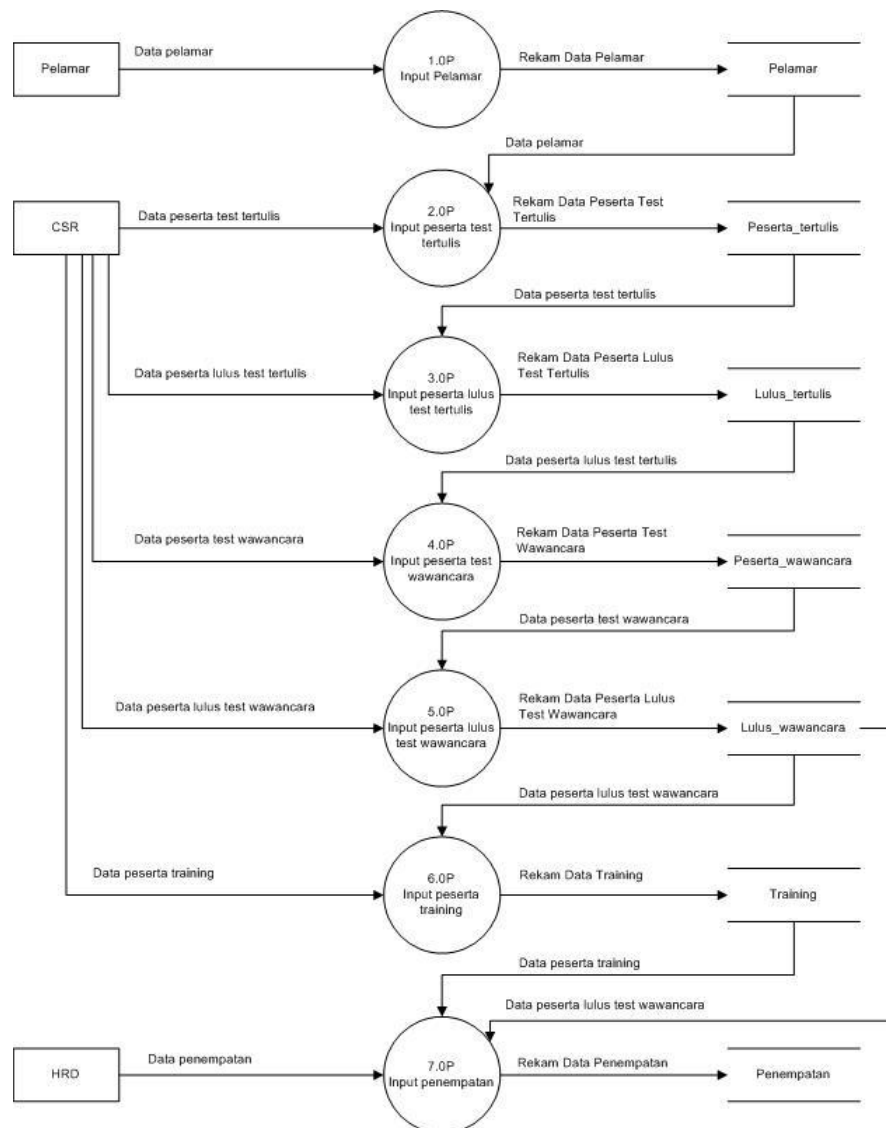 Data pelamar
Pelamar
1.0P
Input Pelamar
Rekam Data Pelamar
Pelamar
Data pelamar
CSR
Data peserta test tertulis
2.0P
Input peserta test
tertulis
Rekam Data Peserta Test
Tertulis
Peserta_tertulis
Data peserta test tertulis
Data peserta lulus test tertulis
3.0P
Input peserta lulus
test tertulis
Rekam Data Peserta Lulus
Test Tertulis
Lulus_tertulis
Data peserta lulus test tertulis
Data peserta test wawancara
4.0P
Input peserta test
wawancara
Rekam Data Peserta Test
Wawancara
Peserta_wawancara
Data peserta test wawancara
Data peserta lulus test wawancara
5.0P
Input peserta lulus
test wawancara
Rekam Data Peserta Lulus
Test Wawancara
Lulus_wawancara
Data peserta lulus test wawancara
Data peserta training
6.0P
Input peserta
training
Rekam Data Training
Training
Data peserta training
Data peserta lulus test wawancara
HRD
Data penempatan
7.0P
Input penempatan
Rekam Data Penempatan
Penempatan